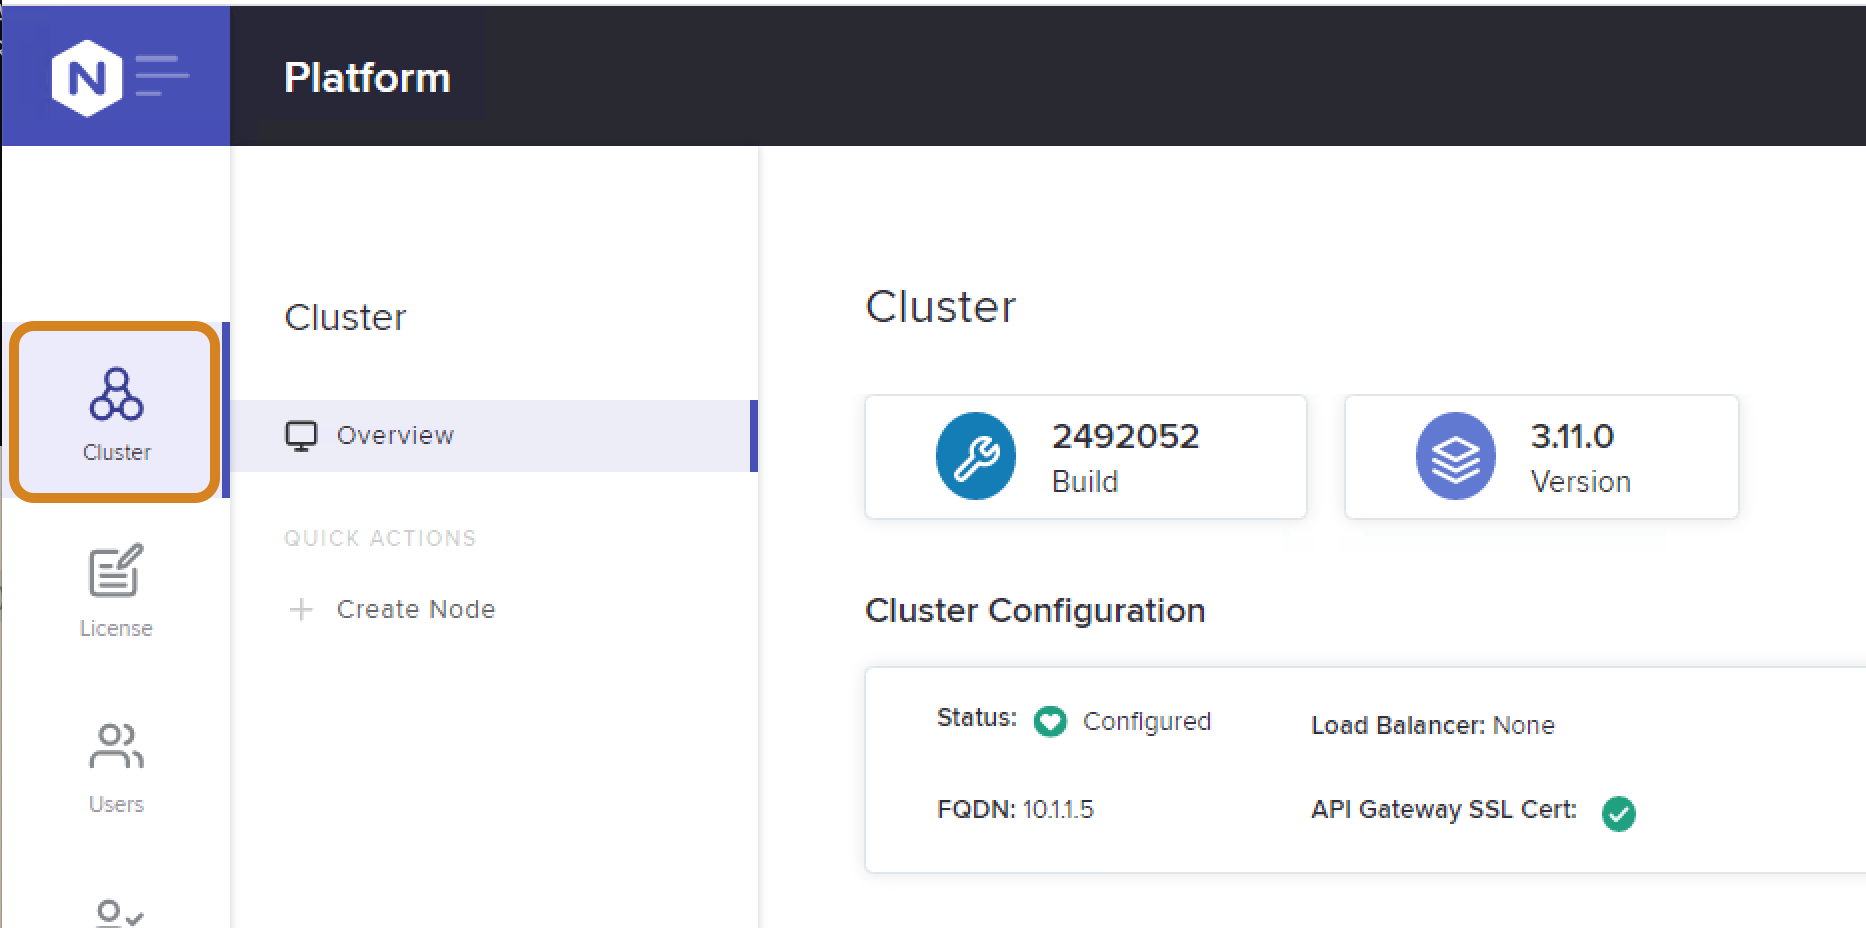 N
Platform
Cluster
License
Users
Cluster
Overview
QUICK ACTIONS
Create Node
Cluster
2492052
Build
3.11.0
Version
Cluster Configuration
Status: Configured
Load Balancer: None
FQDN: 10.1.1.5
API Gateway SSL Cert: